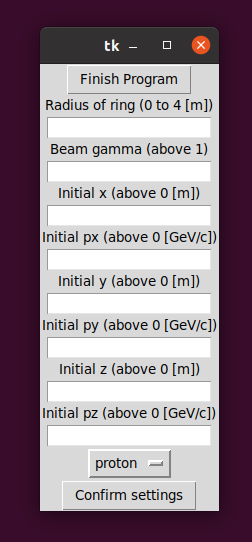 tk
Finish Program
Radius of ring (0 to 4 [m])
Beam gamma (above 1)
Initial x (above 0 [m])
Initial px (above 0 [GeV/c])
Initial y (above 0 [m])
Initial py (above 0 [GeV/c])
Initial z (above 0 [m])
Initial pz (above 0 [GeV/c])
proton
Confirm settings